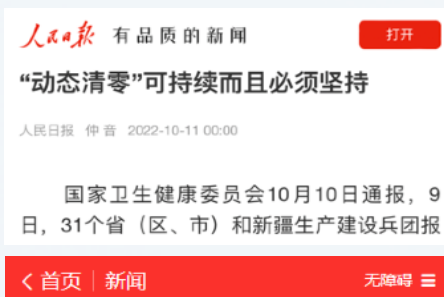 人民日报 有品质的新闻 打开
“动态清零”可持续而且必须坚持
人民日报 仲音 2022-10-11 00:00
国家卫生健康委员会10月10日通报，9
日，31个省（区、市）和新疆生产建设兵团报
首页 新闻 无障碍